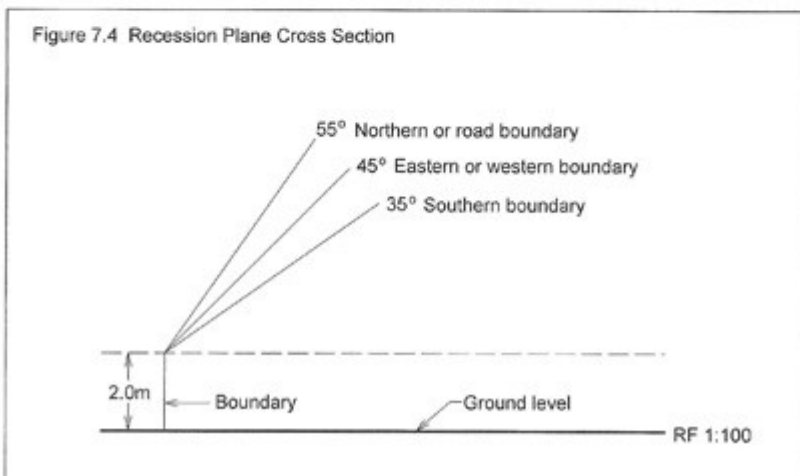 Figure 7.4 Recession Plane Cross Section
55° Northern or road boundary
45° Eastern or western boundary
35° Southern boundary
2.0m
Boundary
Ground level
RF 1:100